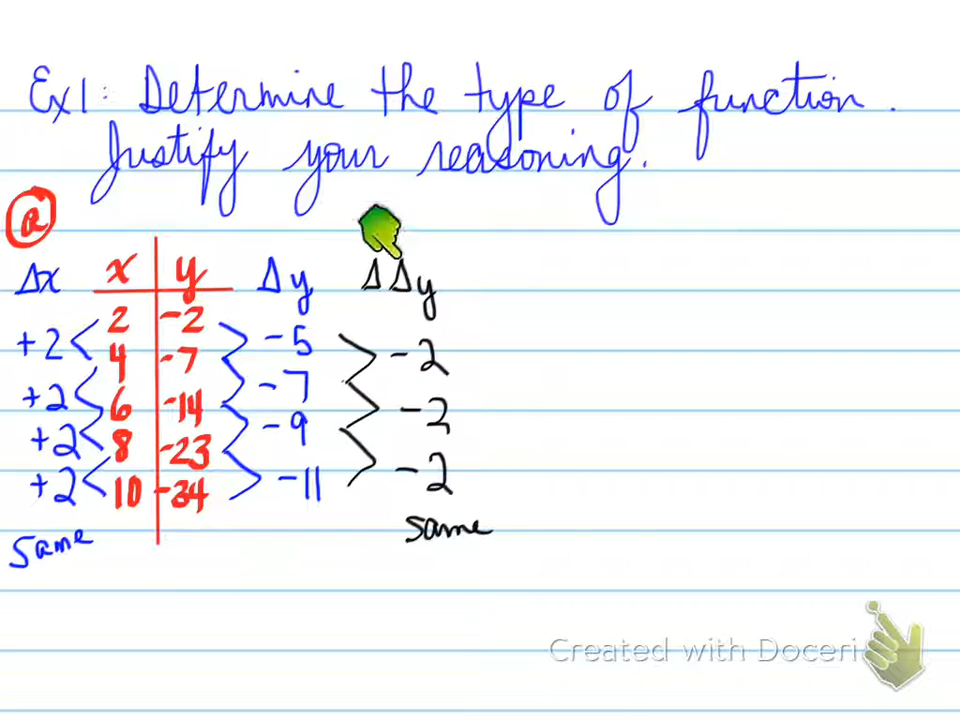 Ex1: Determine the type of function.
Justify your reasoning.
a
Δx x y Δy ΔΔy
2 -2
+2 -5
4 -7 -2
+2 -7
6 -14 -2
+2 -9
8 -23 -2
+2 -11
10 -34
same same
Created with Doceri